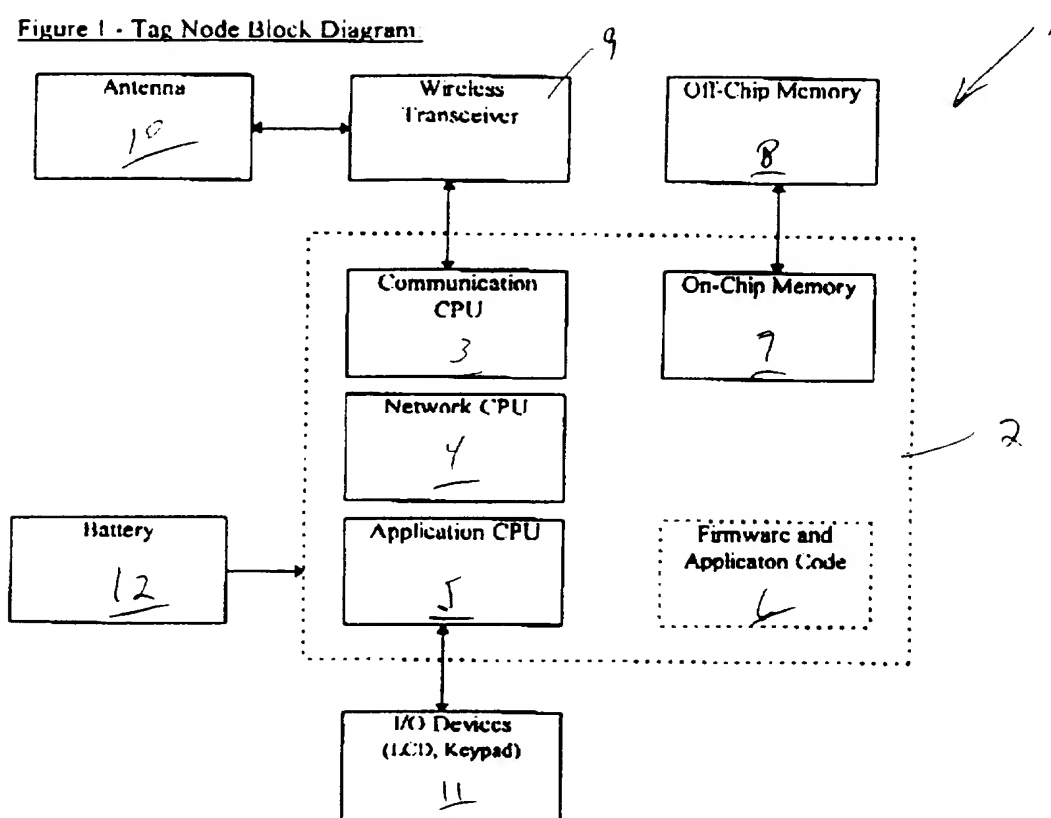 Figure 1 - Tag Node Block Diagram:
9
Antenna
10
Wireless
Transceiver
Off-Chip Memory
8
Communication
CPU
3
On-Chip Memory
7
Network CPU
4
2
Battery
12
Application CPU
5
Firmware and
Applicaton Code
6
I/O Devices
(LCD, Keypad)
11